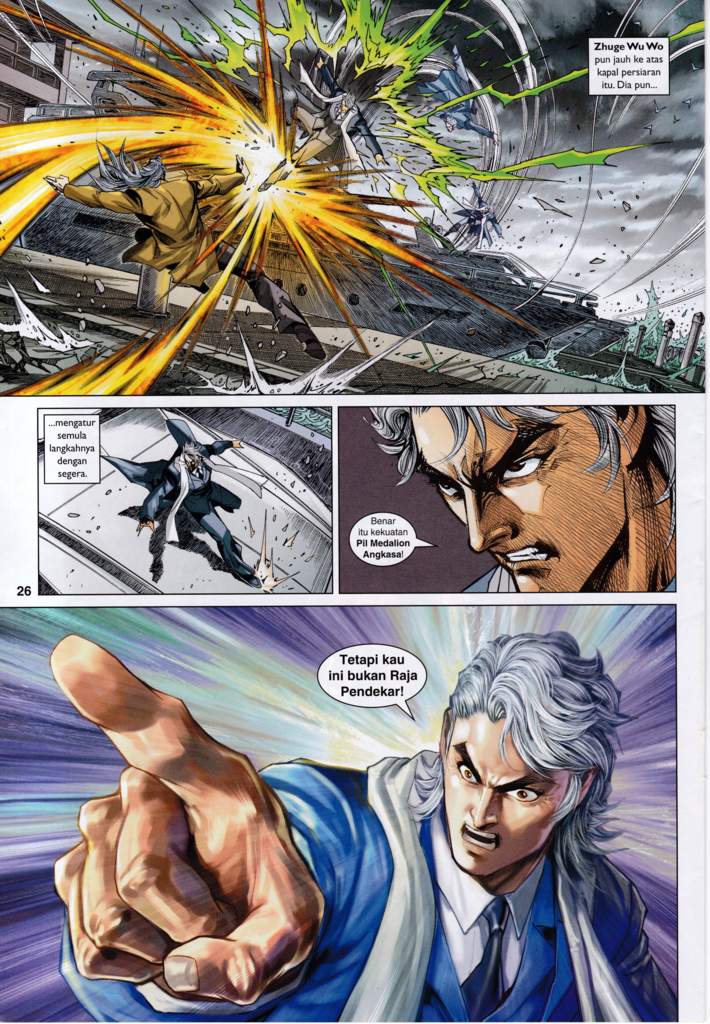 Zhuge Wu Wo
pun jauh ke atas
kapal persiaran
itu. Dia pun...
...mengatur
semula
langkahnya
dengan
segera.
Benar
itu kekuatan
Pil Medalion
Angkasa!
26
Tetapi kau
ini bukan Raja
Pendekar!